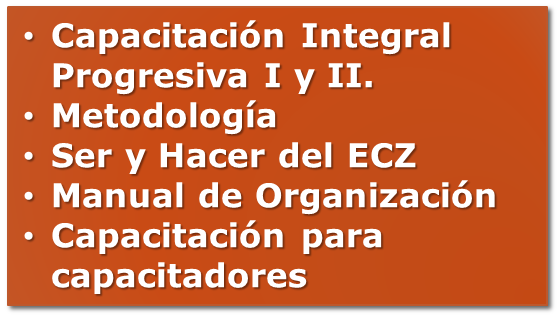 • Capacitación Integral
Progresiva I y II.
• Metodología
• Ser y Hacer del ECZ
• Manual de Organización
• Capacitación para
capacitadores